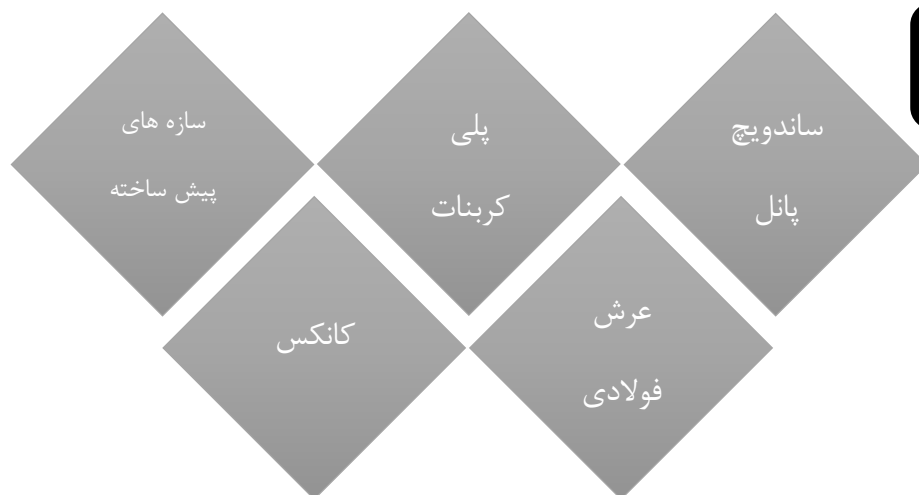 ساندویچ
پانل
پلی
کربنات
سازه های
پیش ساخته
عرش
فولادی
کانکس